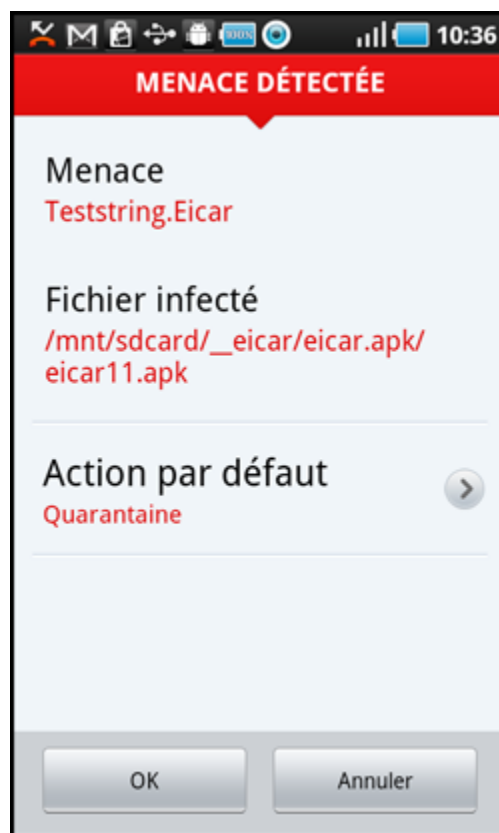 10:36
MENACE DÉTECTÉE
Menace
Teststring.Eicar
Fichier infecté
/mnt/sdcard/__eicar/eicar.apk/
eicar11.apk
Action par défaut
Quarantaine
OK
Annuler